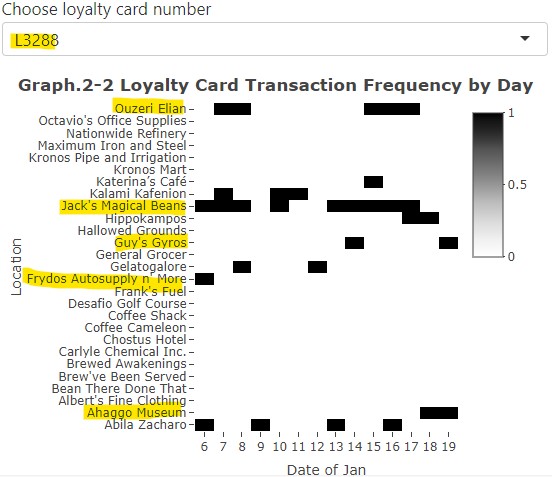 Choose loyalty card number
L3288
Graph.2-2 Loyalty Card Transaction Frequency by Day
Ouzeri Elian
Octavio's Office Supplies
Nationwide Refinery
Maximum Iron and Steel
Kronos Pipe and Irrigation
Kronos Mart
Katerina's Café
Kalami Kafenion
Jack's Magical Beans
Hippokampos
Hallowed Grounds
Guy's Gyros
General Grocer
Gelatogalore
Frydos Autosupply n' More
Frank's Fuel
Desafio Golf Course
Coffee Shack
Coffee Cameleon
Chostus Hotel
Carlyle Chemical Inc.
Brewed Awakenings
Brew've Been Served
Bean There Done That
Albert's Fine Clothing
Ahaggo Museum
Abila Zacharo
Location
6 7 8 9 10 11 12 13 14 15 16 17 18 19
Date of Jan
1
0.5
0